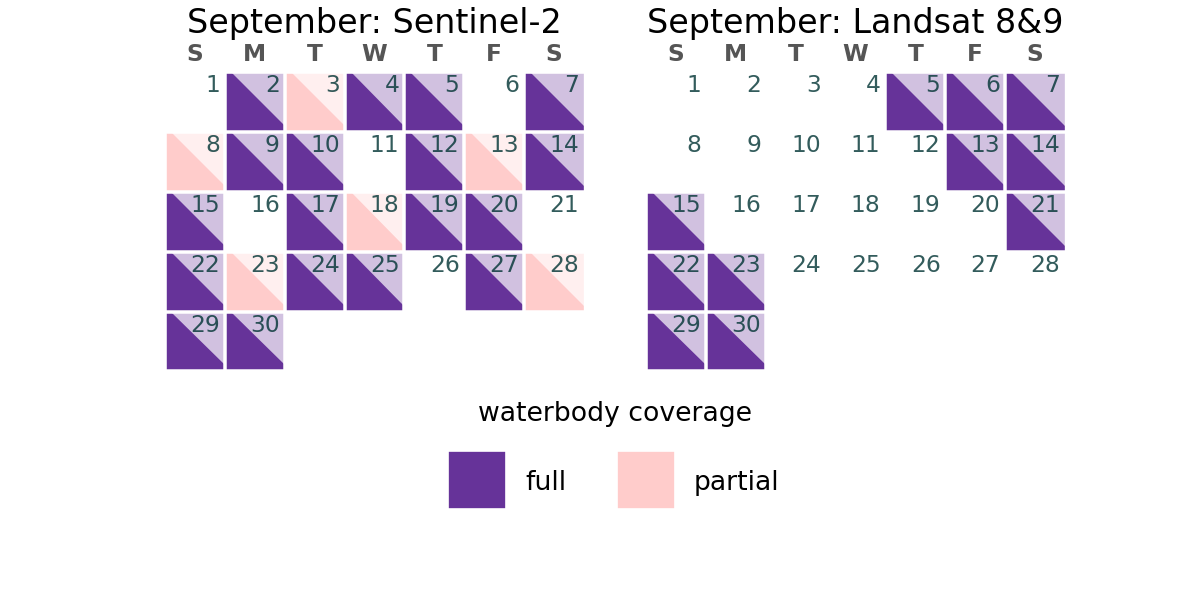 September: Sentinel-2
S M T W T F S
1 2 3 4 5 6 7
8 9 10 11 12 13 14
15 16 17 18 19 20 21
22 23 24 25 26 27 28
29 30
September: Landsat 8&9
S M T W T F S
1 2 3 4 5 6 7
8 9 10 11 12 13 14
15 16 17 18 19 20 21
22 23 24 25 26 27 28
29 30
waterbody coverage
full
partial